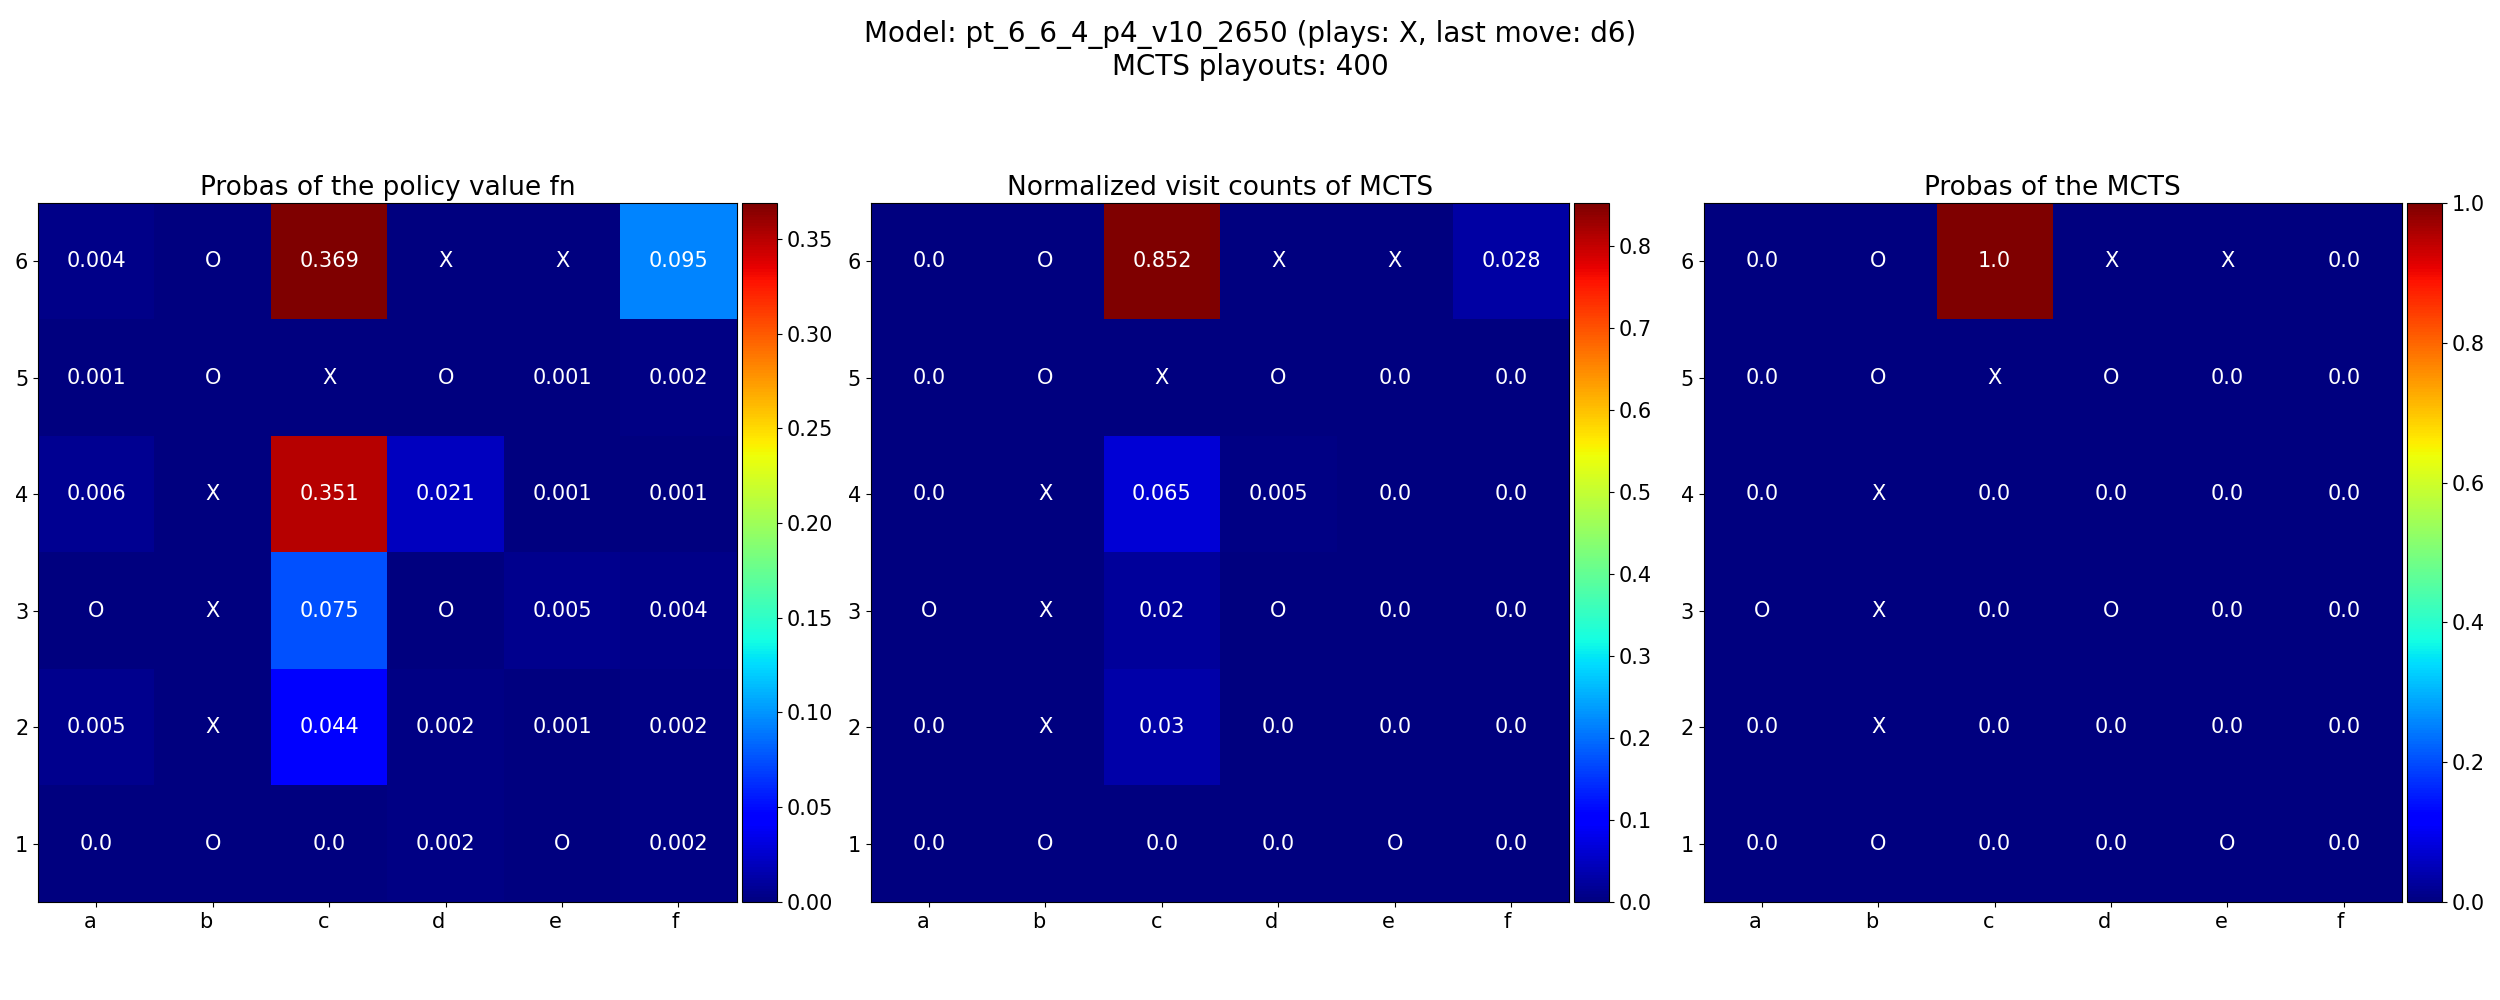 Model: pt_6_6_4_p4_v10_2650 (plays: X, last move: d6)
MCTS playouts: 400
Probas of the policy value fn
6 0.004 O 0.369 X X 0.095
5 0.001 O X O 0.001 0.002
4 0.006 X 0.351 0.021 0.001 0.001
3 O X 0.075 O 0.005 0.004
2 0.005 X 0.044 0.002 0.001 0.002
1 0.0 O 0.0 0.002 O 0.002
a b c d e f
0.35
0.30
0.25
0.20
0.15
0.10
0.05
0.00
Normalized visit counts of MCTS
6 0.0 O 0.852 X X 0.028
5 0.0 O X O 0.0 0.0
4 0.0 X 0.065 0.005 0.0 0.0
3 O X 0.02 O 0.0 0.0
2 0.0 X 0.03 0.0 0.0 0.0
1 0.0 O 0.0 0.0 O 0.0
a b c d e f
0.8
0.7
0.6
0.5
0.4
0.3
0.2
0.1
0.0
Probas of the MCTS
6 0.0 O 1.0 X X 0.0
5 0.0 O X O 0.0 0.0
4 0.0 X 0.0 0.0 0.0 0.0
3 O X 0.0 O 0.0 0.0
2 0.0 X 0.0 0.0 0.0 0.0
1 0.0 O 0.0 0.0 O 0.0
a b c d e f
1.0
0.8
0.6
0.4
0.2
0.0